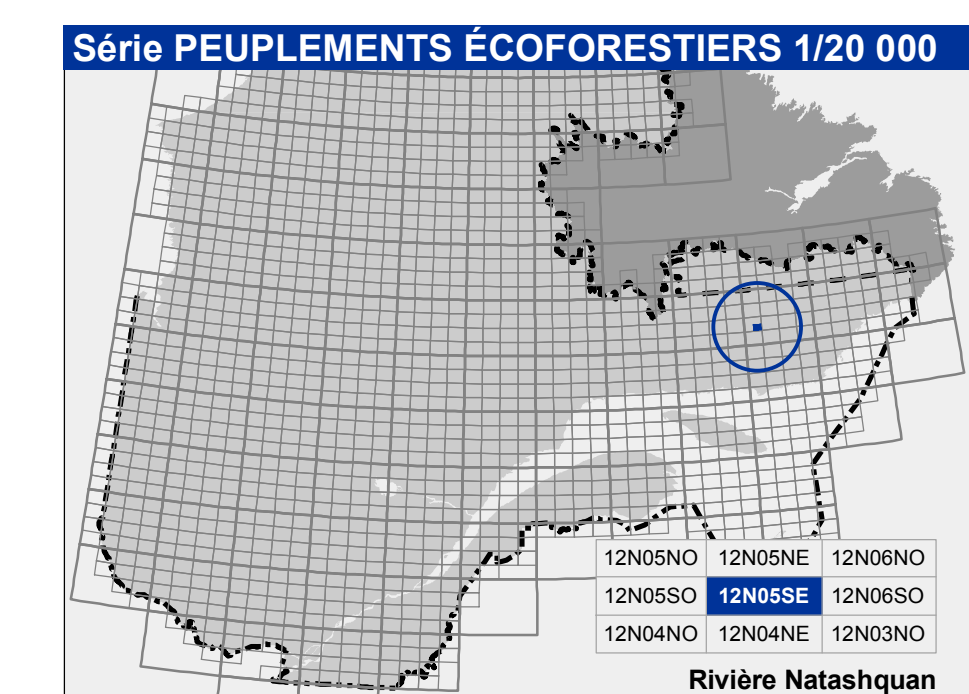 Série PEUPLEMENTS ÉCOFORESTIERS 1/20 000
12N05NO 12N05NE 12N06NO
12N05SO 12N05SE 12N06SO
12N04NO 12N04NE 12N03NO
Rivière Natashquan